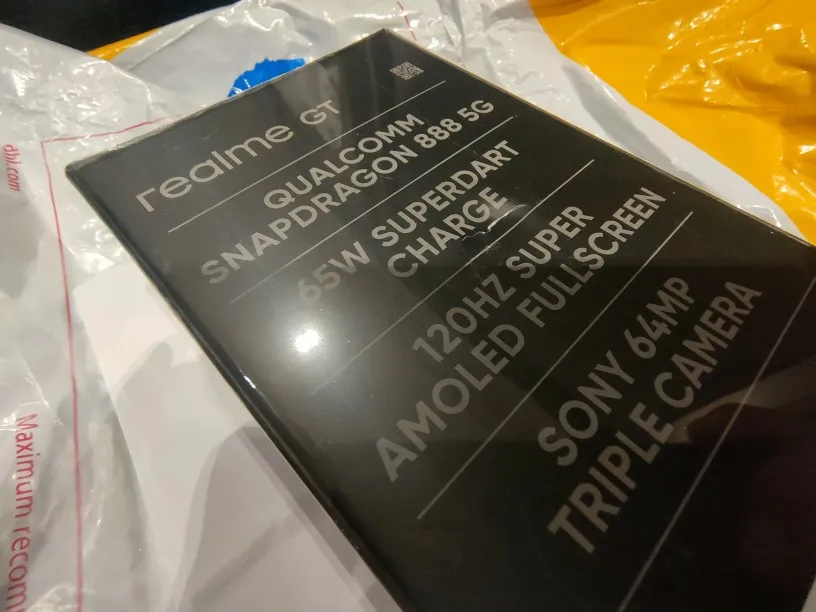 realme GT
QUALCOMM
SNAPDRAGON 888 5G
65W SUPERDART
CHARGE
120HZ SUPER
AMOLED FULLSCREEN
SONY 64MP
TRIPLE CAMERA
dhl.com
Maximum